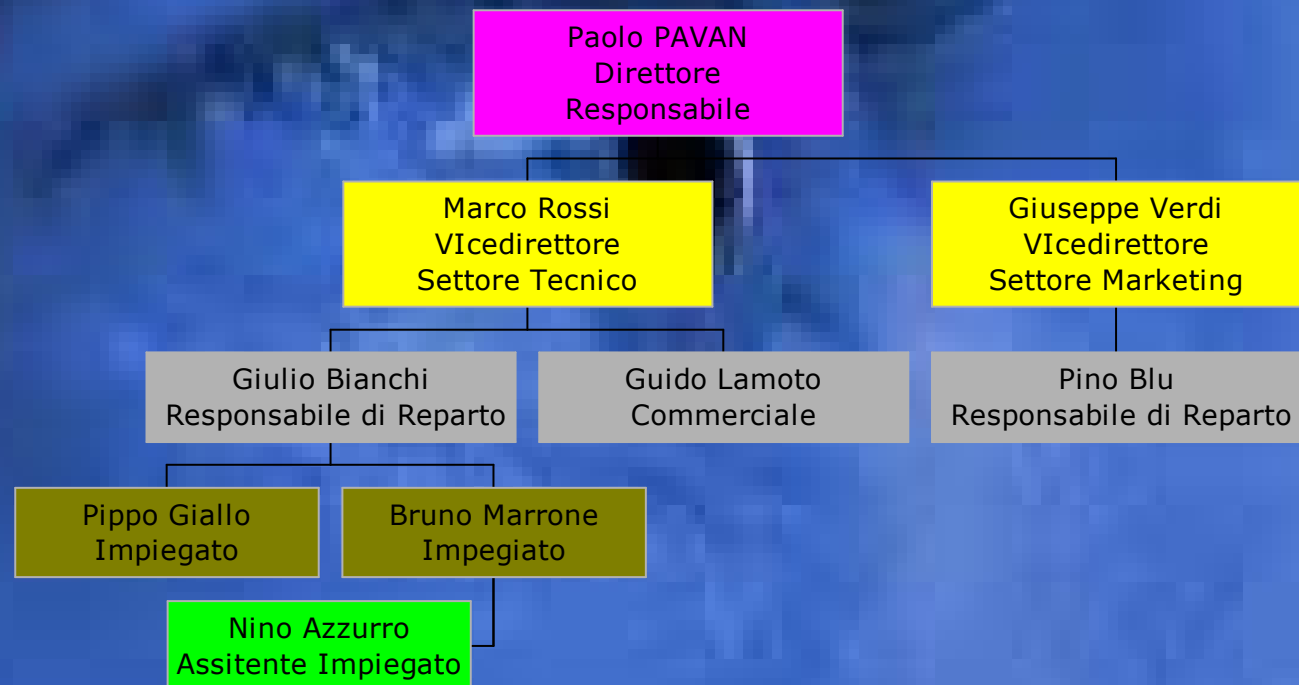 Paolo PAVAN
Direttore
Responsabile
Marco Rossi
VIcedirettore
Settore Tecnico
Giuseppe Verdi
VIcedirettore
Settore Marketing
Giulio Bianchi
Responsabile di Reparto
Guido Lamoto
Commerciale
Pino Blu
Responsabile di Reparto
Pippo Giallo
Impiegato
Bruno Marrone
Impegiato
Nino Azzurro
Assitente Impiegato